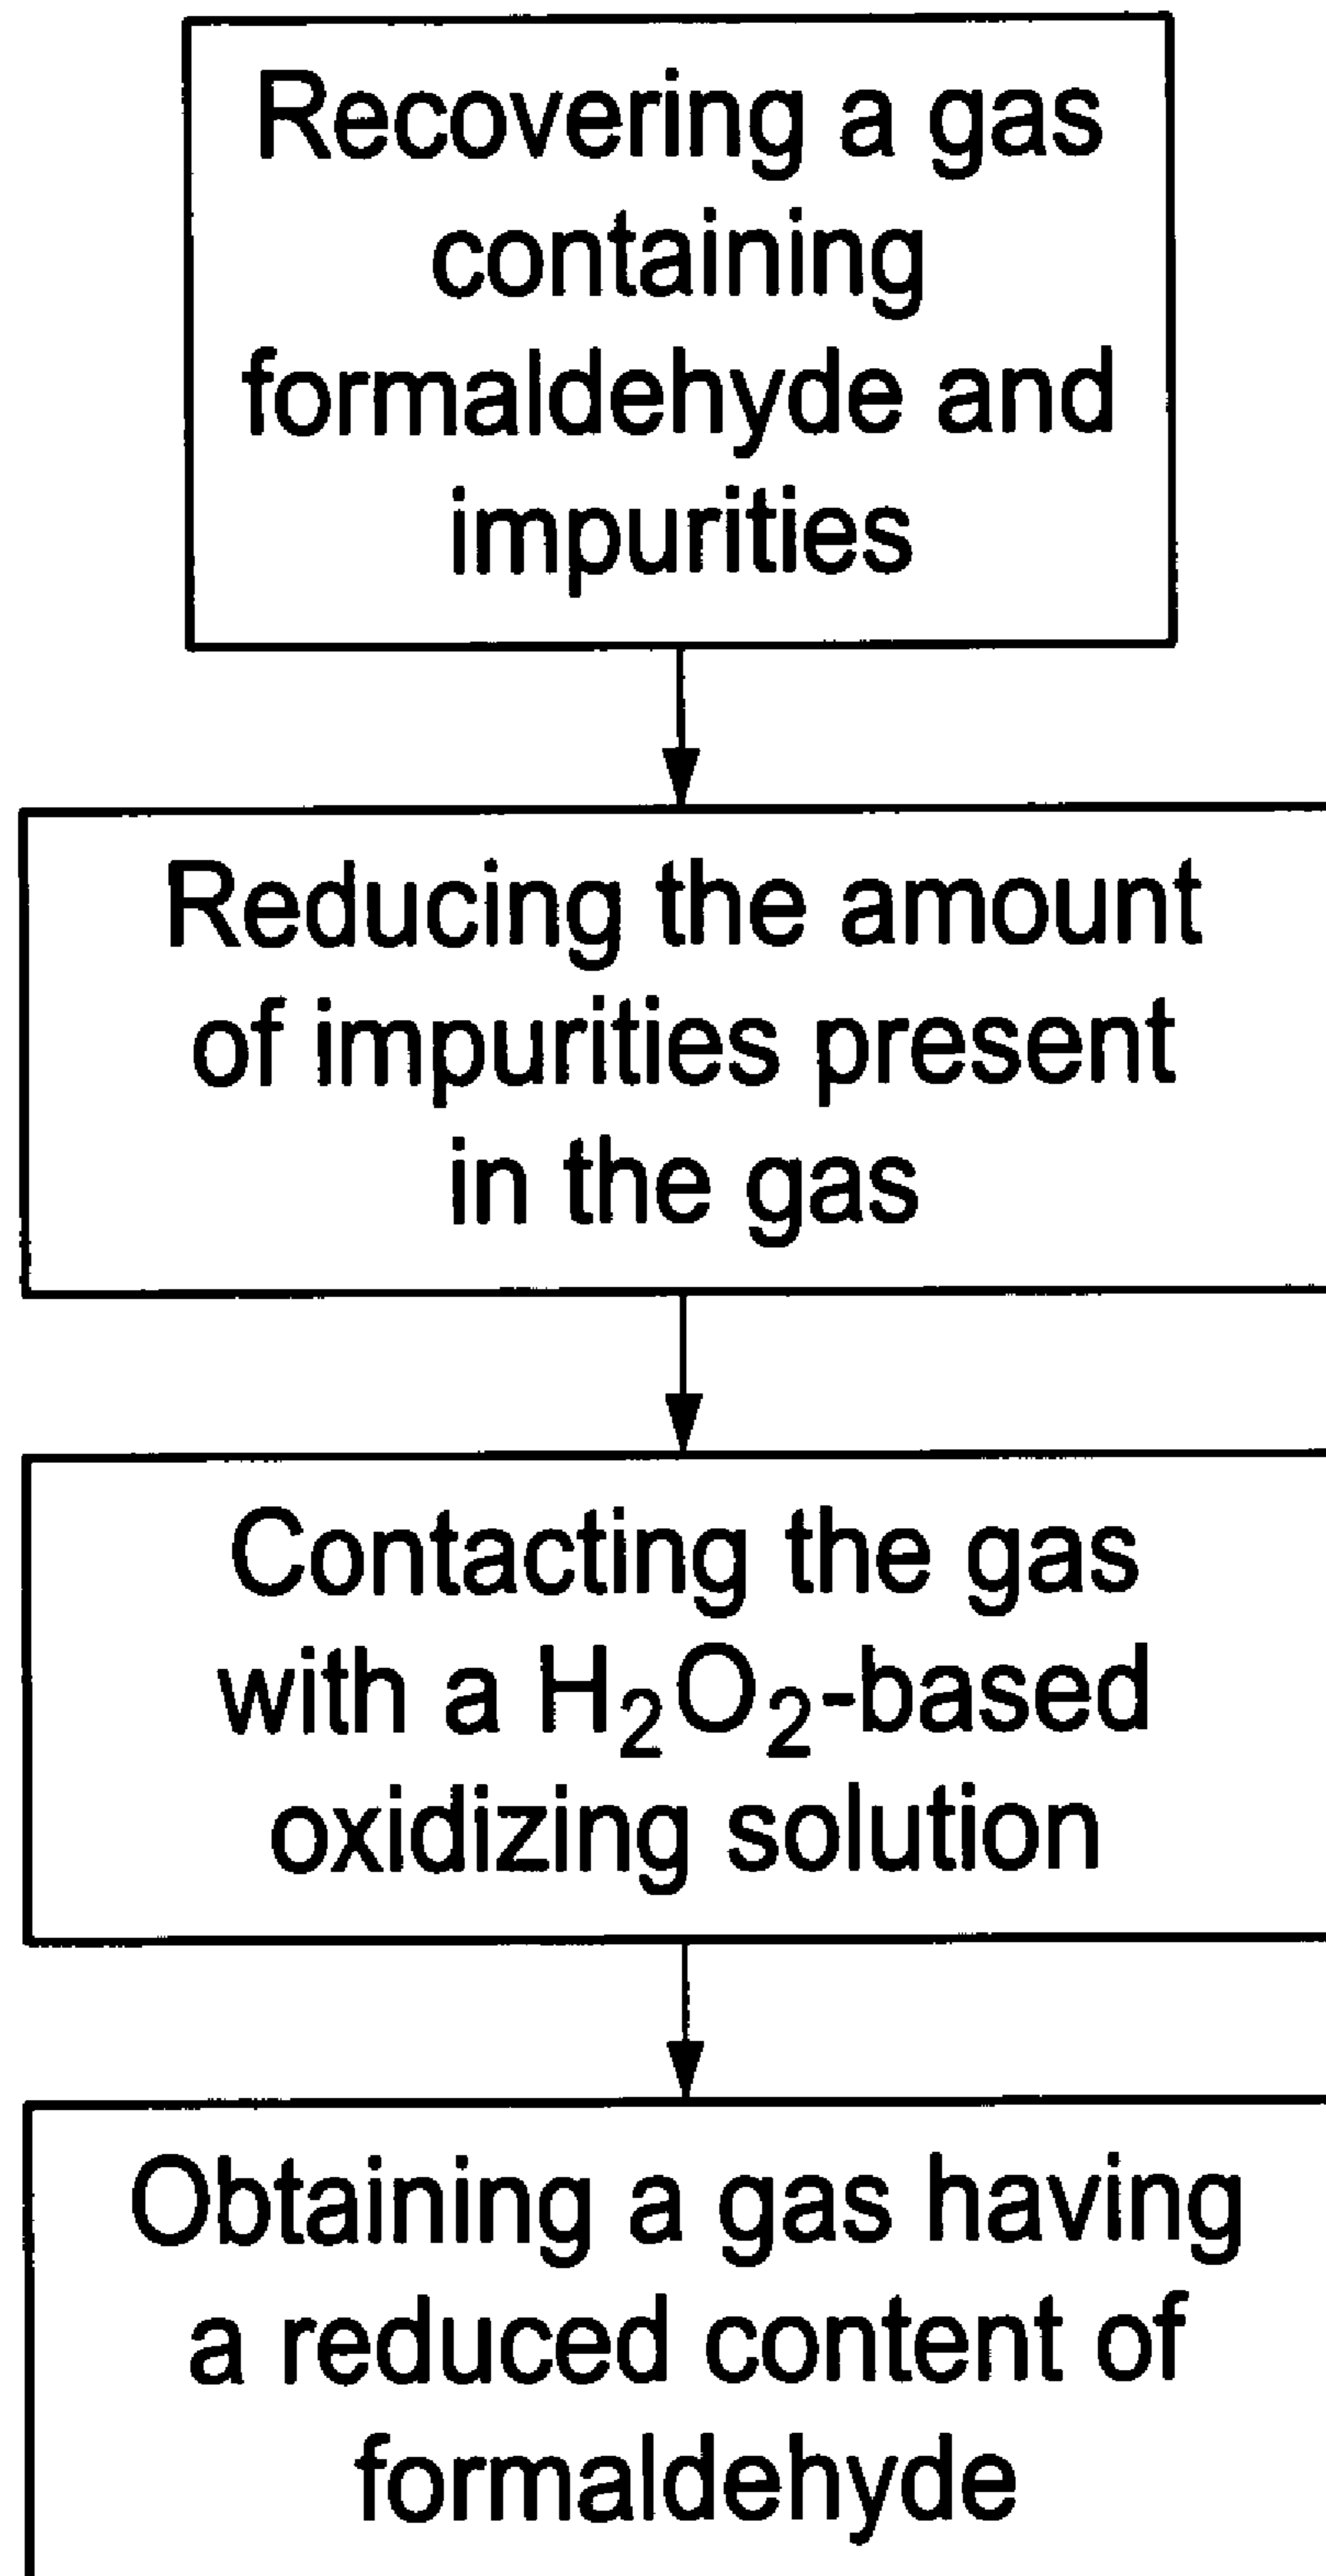 Recovering a gas
containing
formaldehyde and
impurities
Reducing the amount
of impurities present
in the gas
Contacting the gas
with a H₂O₂-based
oxidizing solution
Obtaining a gas having
a reduced content of
formaldehyde